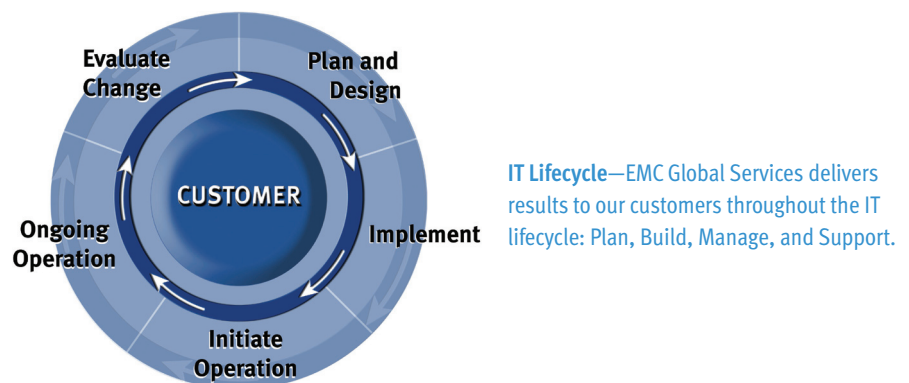 Evaluate
Change
Plan and
Design
CUSTOMER
Implement
Initiate
Operation
Ongoing
Operation
IT Lifecycle—EMC Global Services delivers
results to our customers throughout the IT
lifecycle: Plan, Build, Manage, and Support.